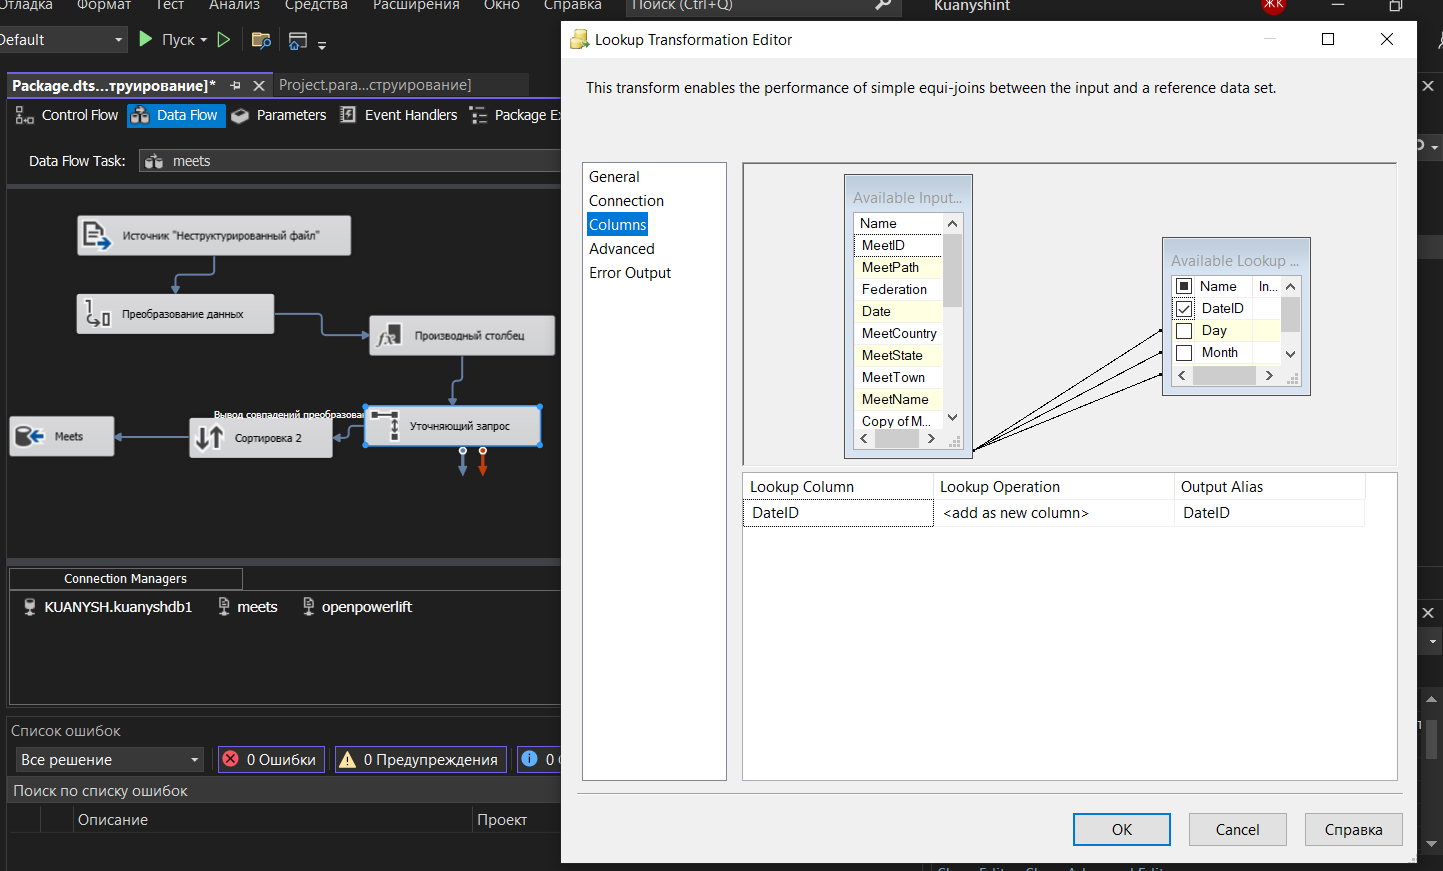 Отладка Формат Тест Анализ Средства Расширения Окно Справка Поиск (Ctrl+Q) Kuanyshint ЖК
Default Пуск
Package.dts...труирование]* Project.para...струирование]
Control Flow Data Flow Parameters Event Handlers Package Ex
Data Flow Task: meets
Источник "Неструктурированный файл"
Преобразование данных
Производный столбец
Вывод совпадений преобразова
Уточняющий запрос
Сортировка 2
Meets
Connection Managers
KUANYSH.kuanyshdb1 meets openpowerlift
Список ошибок
Все решение 0 Ошибки 0 Предупреждения 0
Поиск по списку ошибок
Описание Проект
Lookup Transformation Editor
This transform enables the performance of simple equi-joins between the input and a reference data set.
General
Connection
Columns
Advanced
Error Output
Available Input...
Name
MeetID
MeetPath
Federation
Date
MeetCountry
MeetState
MeetTown
MeetName
Copy of M...
Available Lookup ...
Name In...
DateID
Day
Month
Lookup Column Lookup Operation Output Alias
DateID <add as new column> DateID
OK Cancel Справка